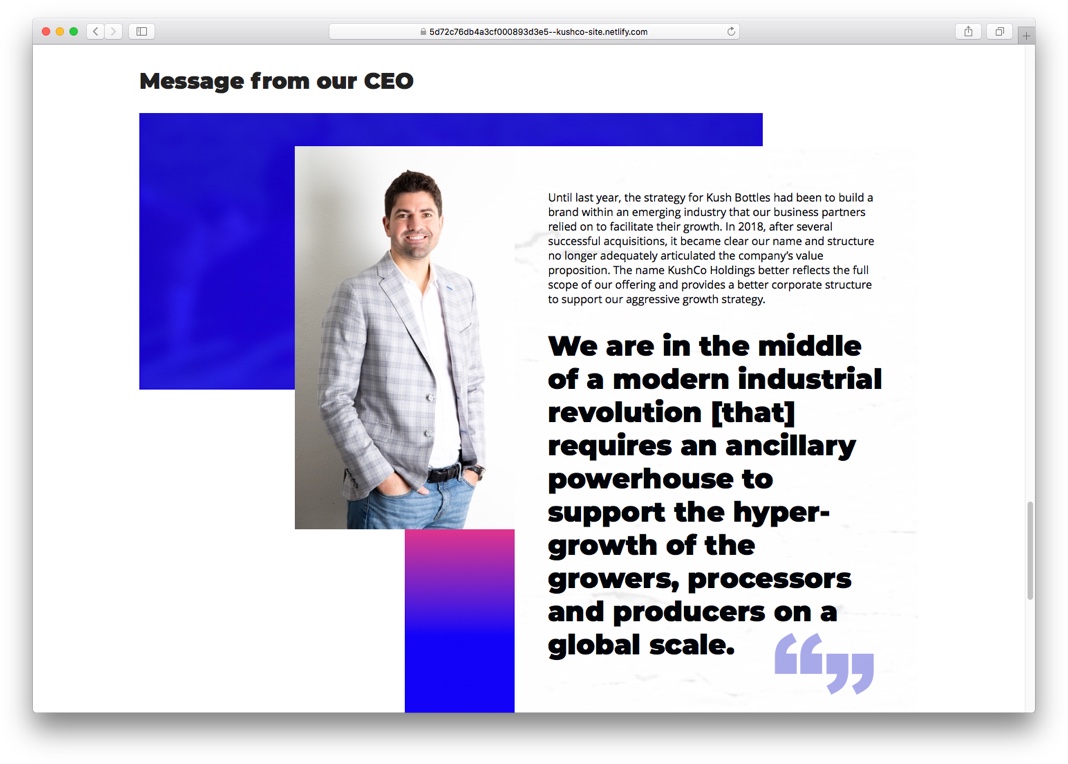 5d72c76db4a3cf000893d3e5--kushco-site.netlify.com
Message from our CEO
Until last year, the strategy for Kush Bottles had been to build a
brand within an emerging industry that our business partners
relied on to facilitate their growth. In 2018, after several
successful acquisitions, it became clear our name and structure
no longer adequately articulated the company's value
proposition. The name KushCo Holdings better reflects the full
scope of our offering and provides a better corporate structure
to support our aggressive growth strategy.
We are in the middle
of a modern industrial
revolution [that]
requires an ancillary
powerhouse to
support the hyper-
growth of the
growers, processors
and producers on a
global scale.